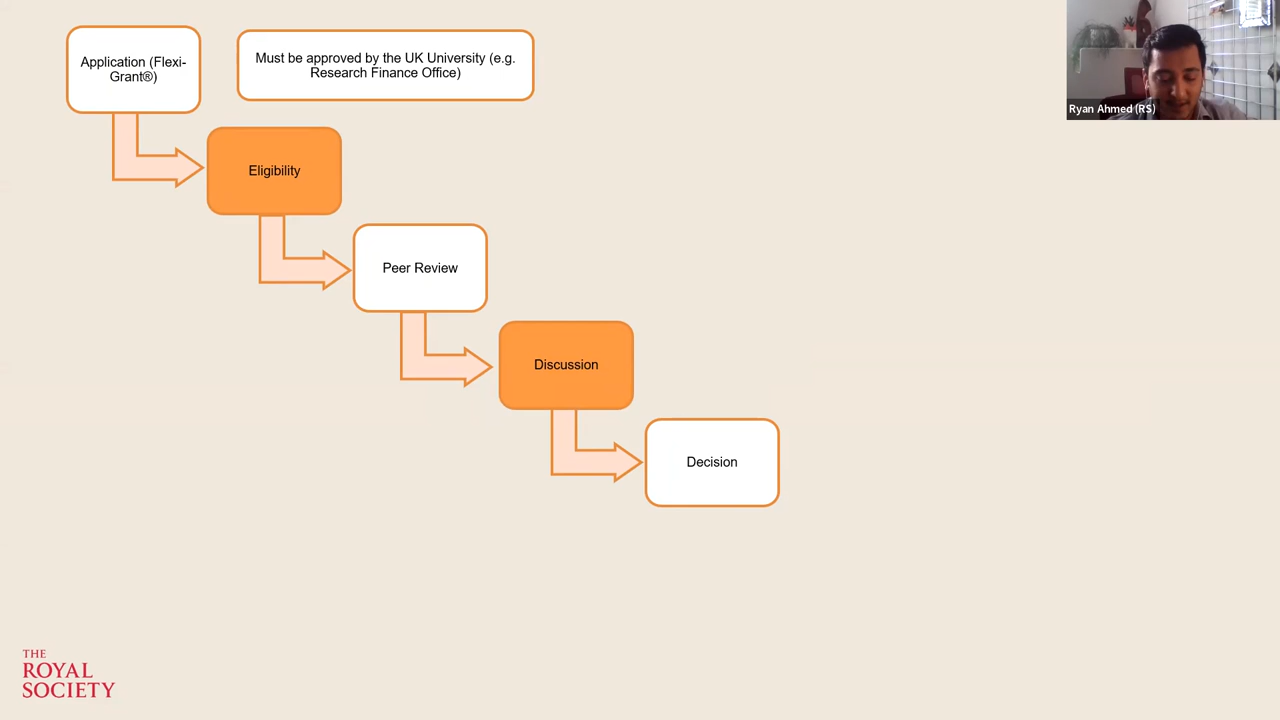 Application (Flexi-
Grant®)
Must be approved by the UK University (e.g.
Research Finance Office)
Ryan Ahmed (RS)
Eligibility
Peer Review
Discussion
Decision
THE
ROYAL
SOCIETY